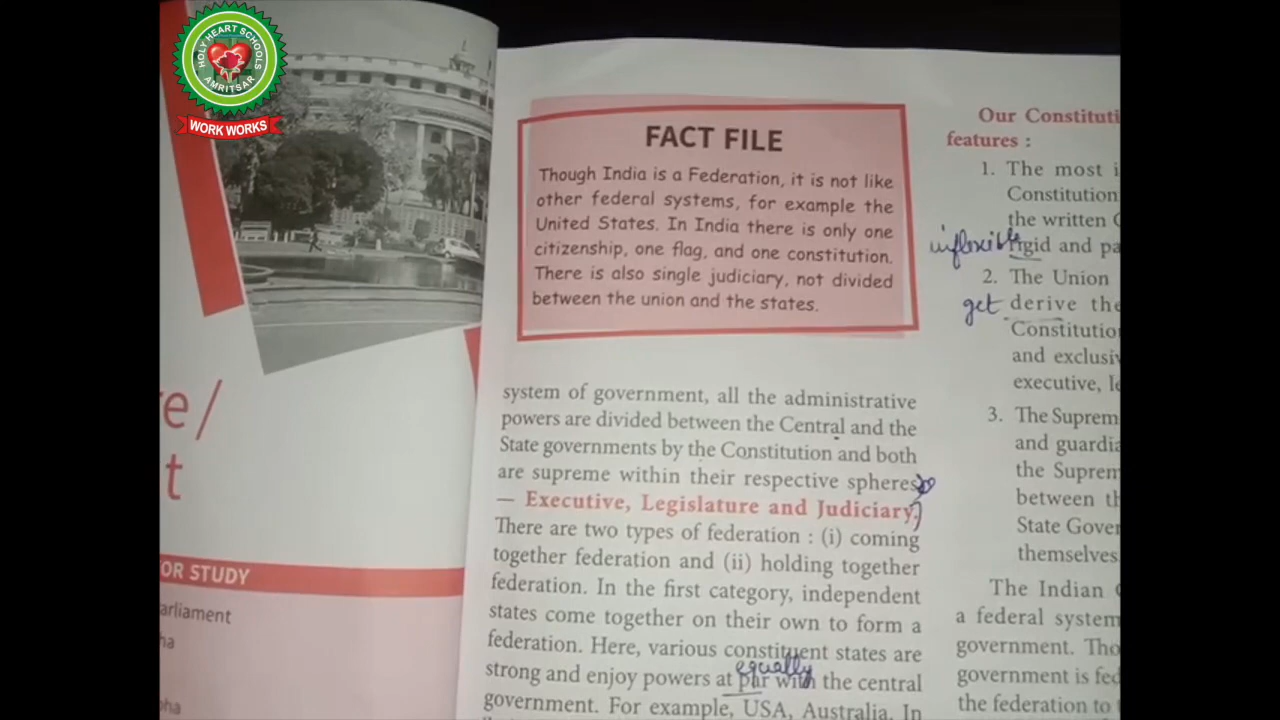 HOLY HEART SCHOOLS
AMRITSAR
WORK WORKS
OR STUDY
FACT FILE
Though India is a Federation, it is not like
other federal systems, for example the
United States. In India there is only one
citizenship, one flag, and one constitution.
There is also single judiciary, not divided
between the union and the states.
system of government, all the administrative
powers are divided between the Central and the
State governments by the Constitution and both
are supreme within their respective spheres
— Executive, Legislature and Judiciary.
There are two types of federation : (i) coming
together federation and (ii) holding together
federation. In the first category, independent
states come together on their own to form a
federation. Here, various constituent states are
equally
strong and enjoy powers at par with the central
government. For example, USA, Australia. In
Our Constituti
features :
1. The most i
Constitution
the written
inflexible
rigid and pa
2. The Union
get
derive the
Constitutio
and exclusiv
executive, le
3. The Suprem
and guardia
the Suprem
between th
State Gover
themselves
The Indian
a federal system
government. Tho
government is fed
the federation to